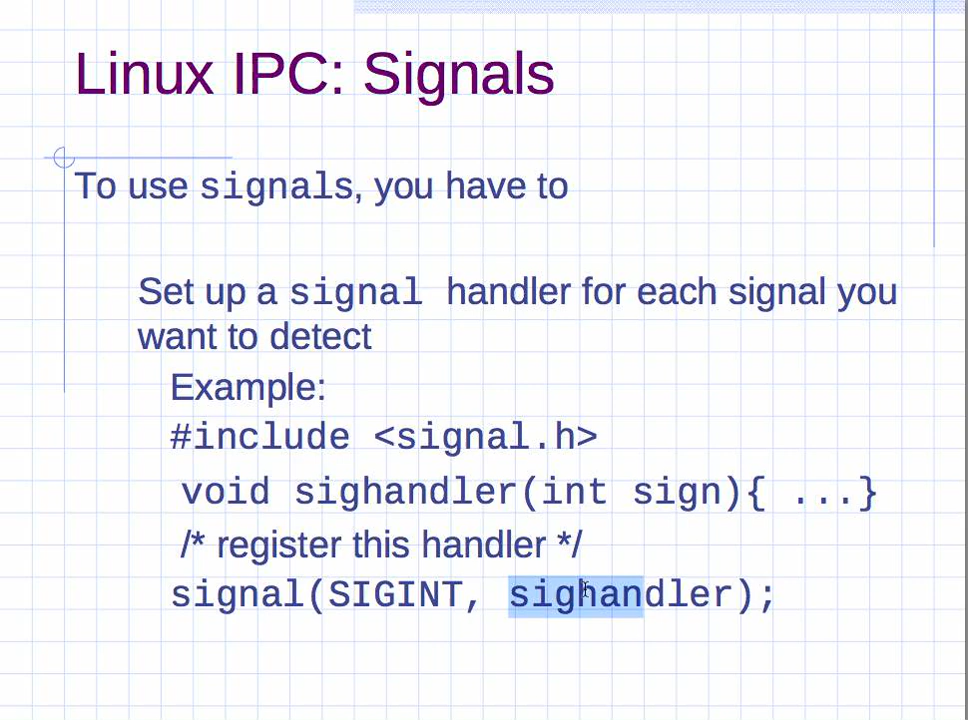 Linux IPC: Signals
To use signals, you have to
Set up a signal handler for each signal you
want to detect
Example:
#include <signal.h>
void sighandler(int sign){ ...}
/* register this handler */
signal(SIGINT, sighandler);